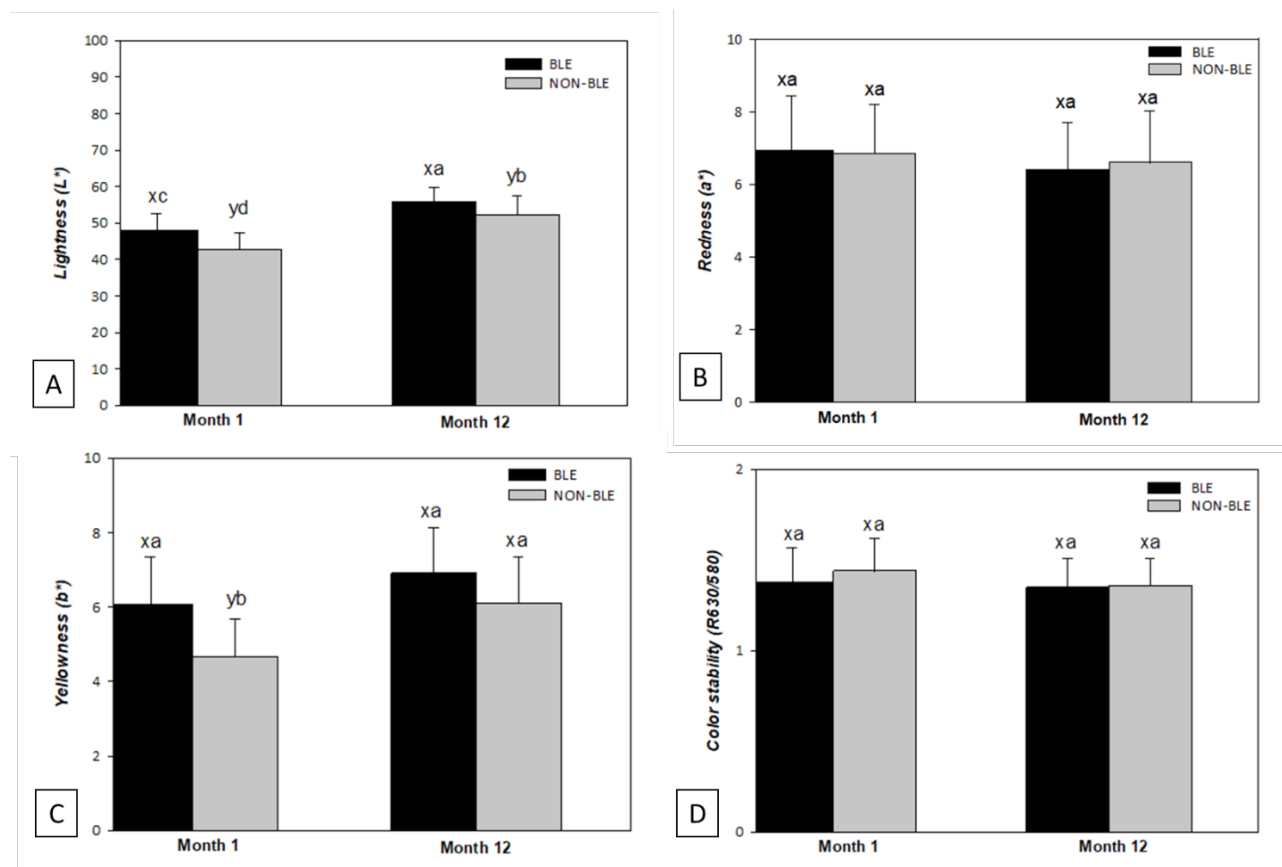 100
90
80
70
60
50
40
30
20
10
0
Lightness (L*)
BLE
NON-BLE
xc
yd
xa
yb
Month 1
Month 12
A
10
8
6
4
2
0
Redness (a*)
BLE
NON-BLE
xa
xa
xa
xa
Month 1
Month 12
B
10
8
6
4
2
0
Yellowness (b*)
BLE
NON-BLE
xa
yb
xa
xa
Month 1
Month 12
C
2
1
0
Color stability (R630/580)
BLE
NON-BLE
xa
xa
xa
xa
Month 1
Month 12
D